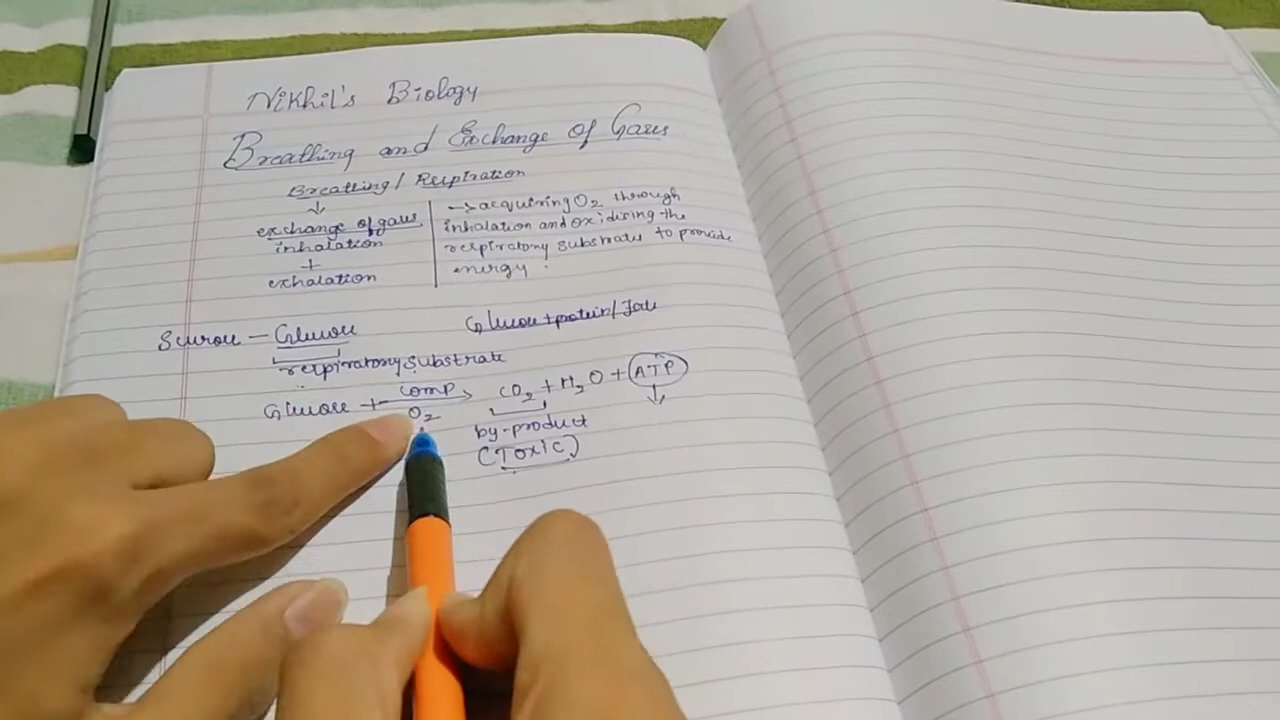 Nikhil's Biology
Breathing and Exchange of Gases
Breathing / Respiration
↓
exchange of gases
inhalation
+
exhalation
→ acquiring O₂ through
inhalation and oxidising the
respiratory substrate to provide
energy.
Source - Glucose
Glucose + protein / Fats
respiratory substrate
Glucose + comp → CO₂ + H₂O + ATP
O₂
by-product
(Toxic)